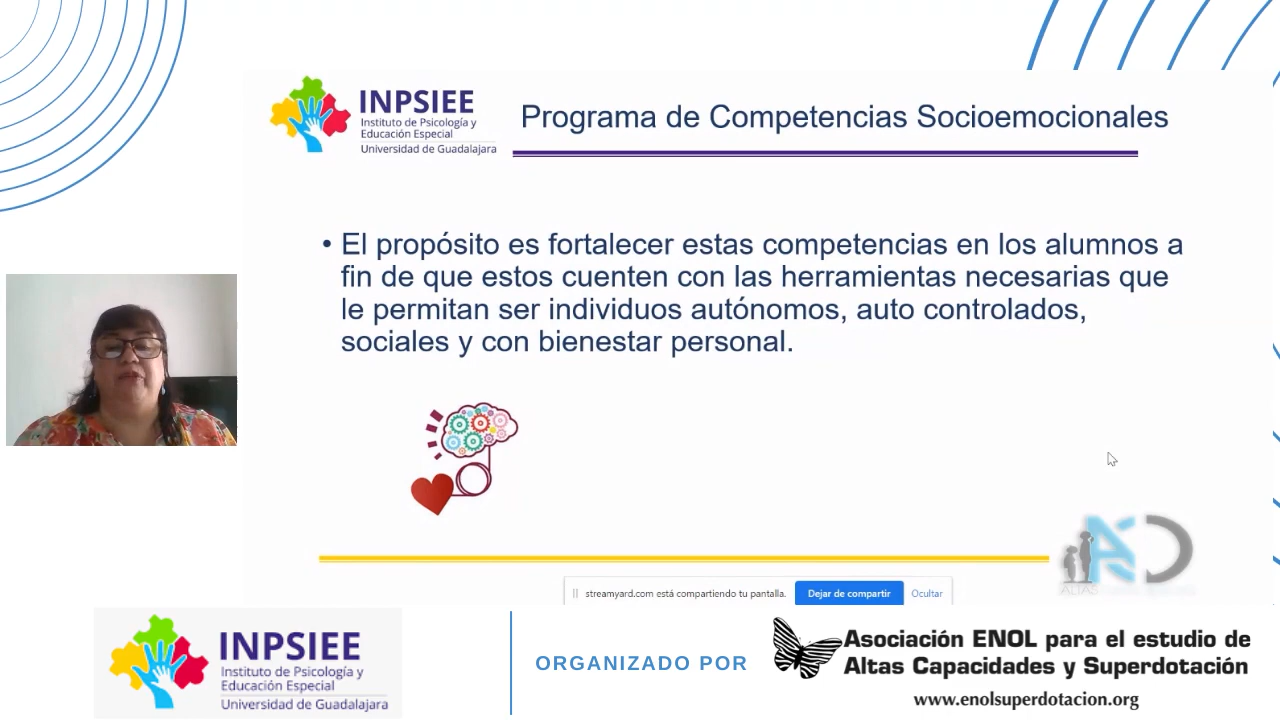 INPSIEE
Instituto de Psicología y
Educación Especial
Universidad de Guadalajara
Programa de Competencias Socioemocionales
• El propósito es fortalecer estas competencias en los alumnos a
fin de que estos cuenten con las herramientas necesarias que
le permitan ser individuos autónomos, auto controlados,
sociales y con bienestar personal.
ALTAS
streamyard.com está compartiendo tu pantalla.
Dejar de compartir
Ocultar
INPSIEE
Instituto de Psicología y
Educación Especial
Universidad de Guadalajara
ORGANIZADO POR
Asociación ENOL para el estudio de
Altas Capacidades y Superdotación
www.enolsuperdotacion.org